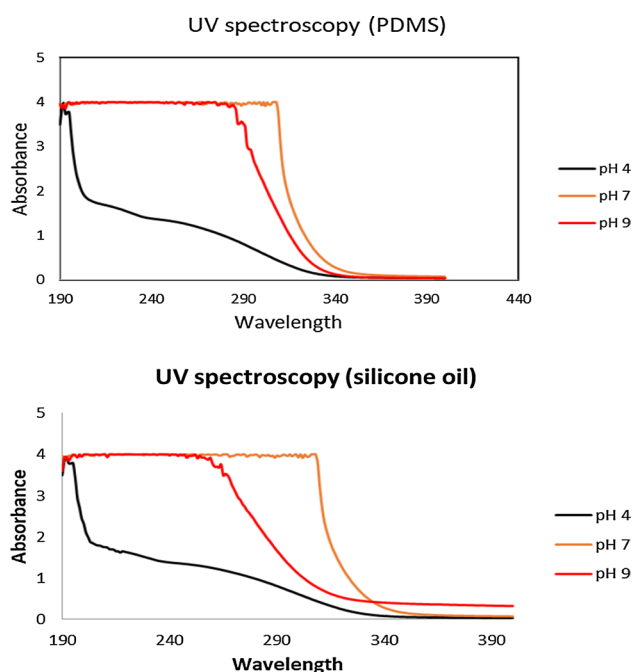 UV spectroscopy (PDMS)
5
4
3
2
1
0
Absorbance
190 240 290 340 390 440
Wavelength
pH 4
pH 7
pH 9
UV spectroscopy (silicone oil)
5
4
3
2
1
0
Absorbance
190 240 290 340 390
Wavelength
pH 4
pH 7
pH 9